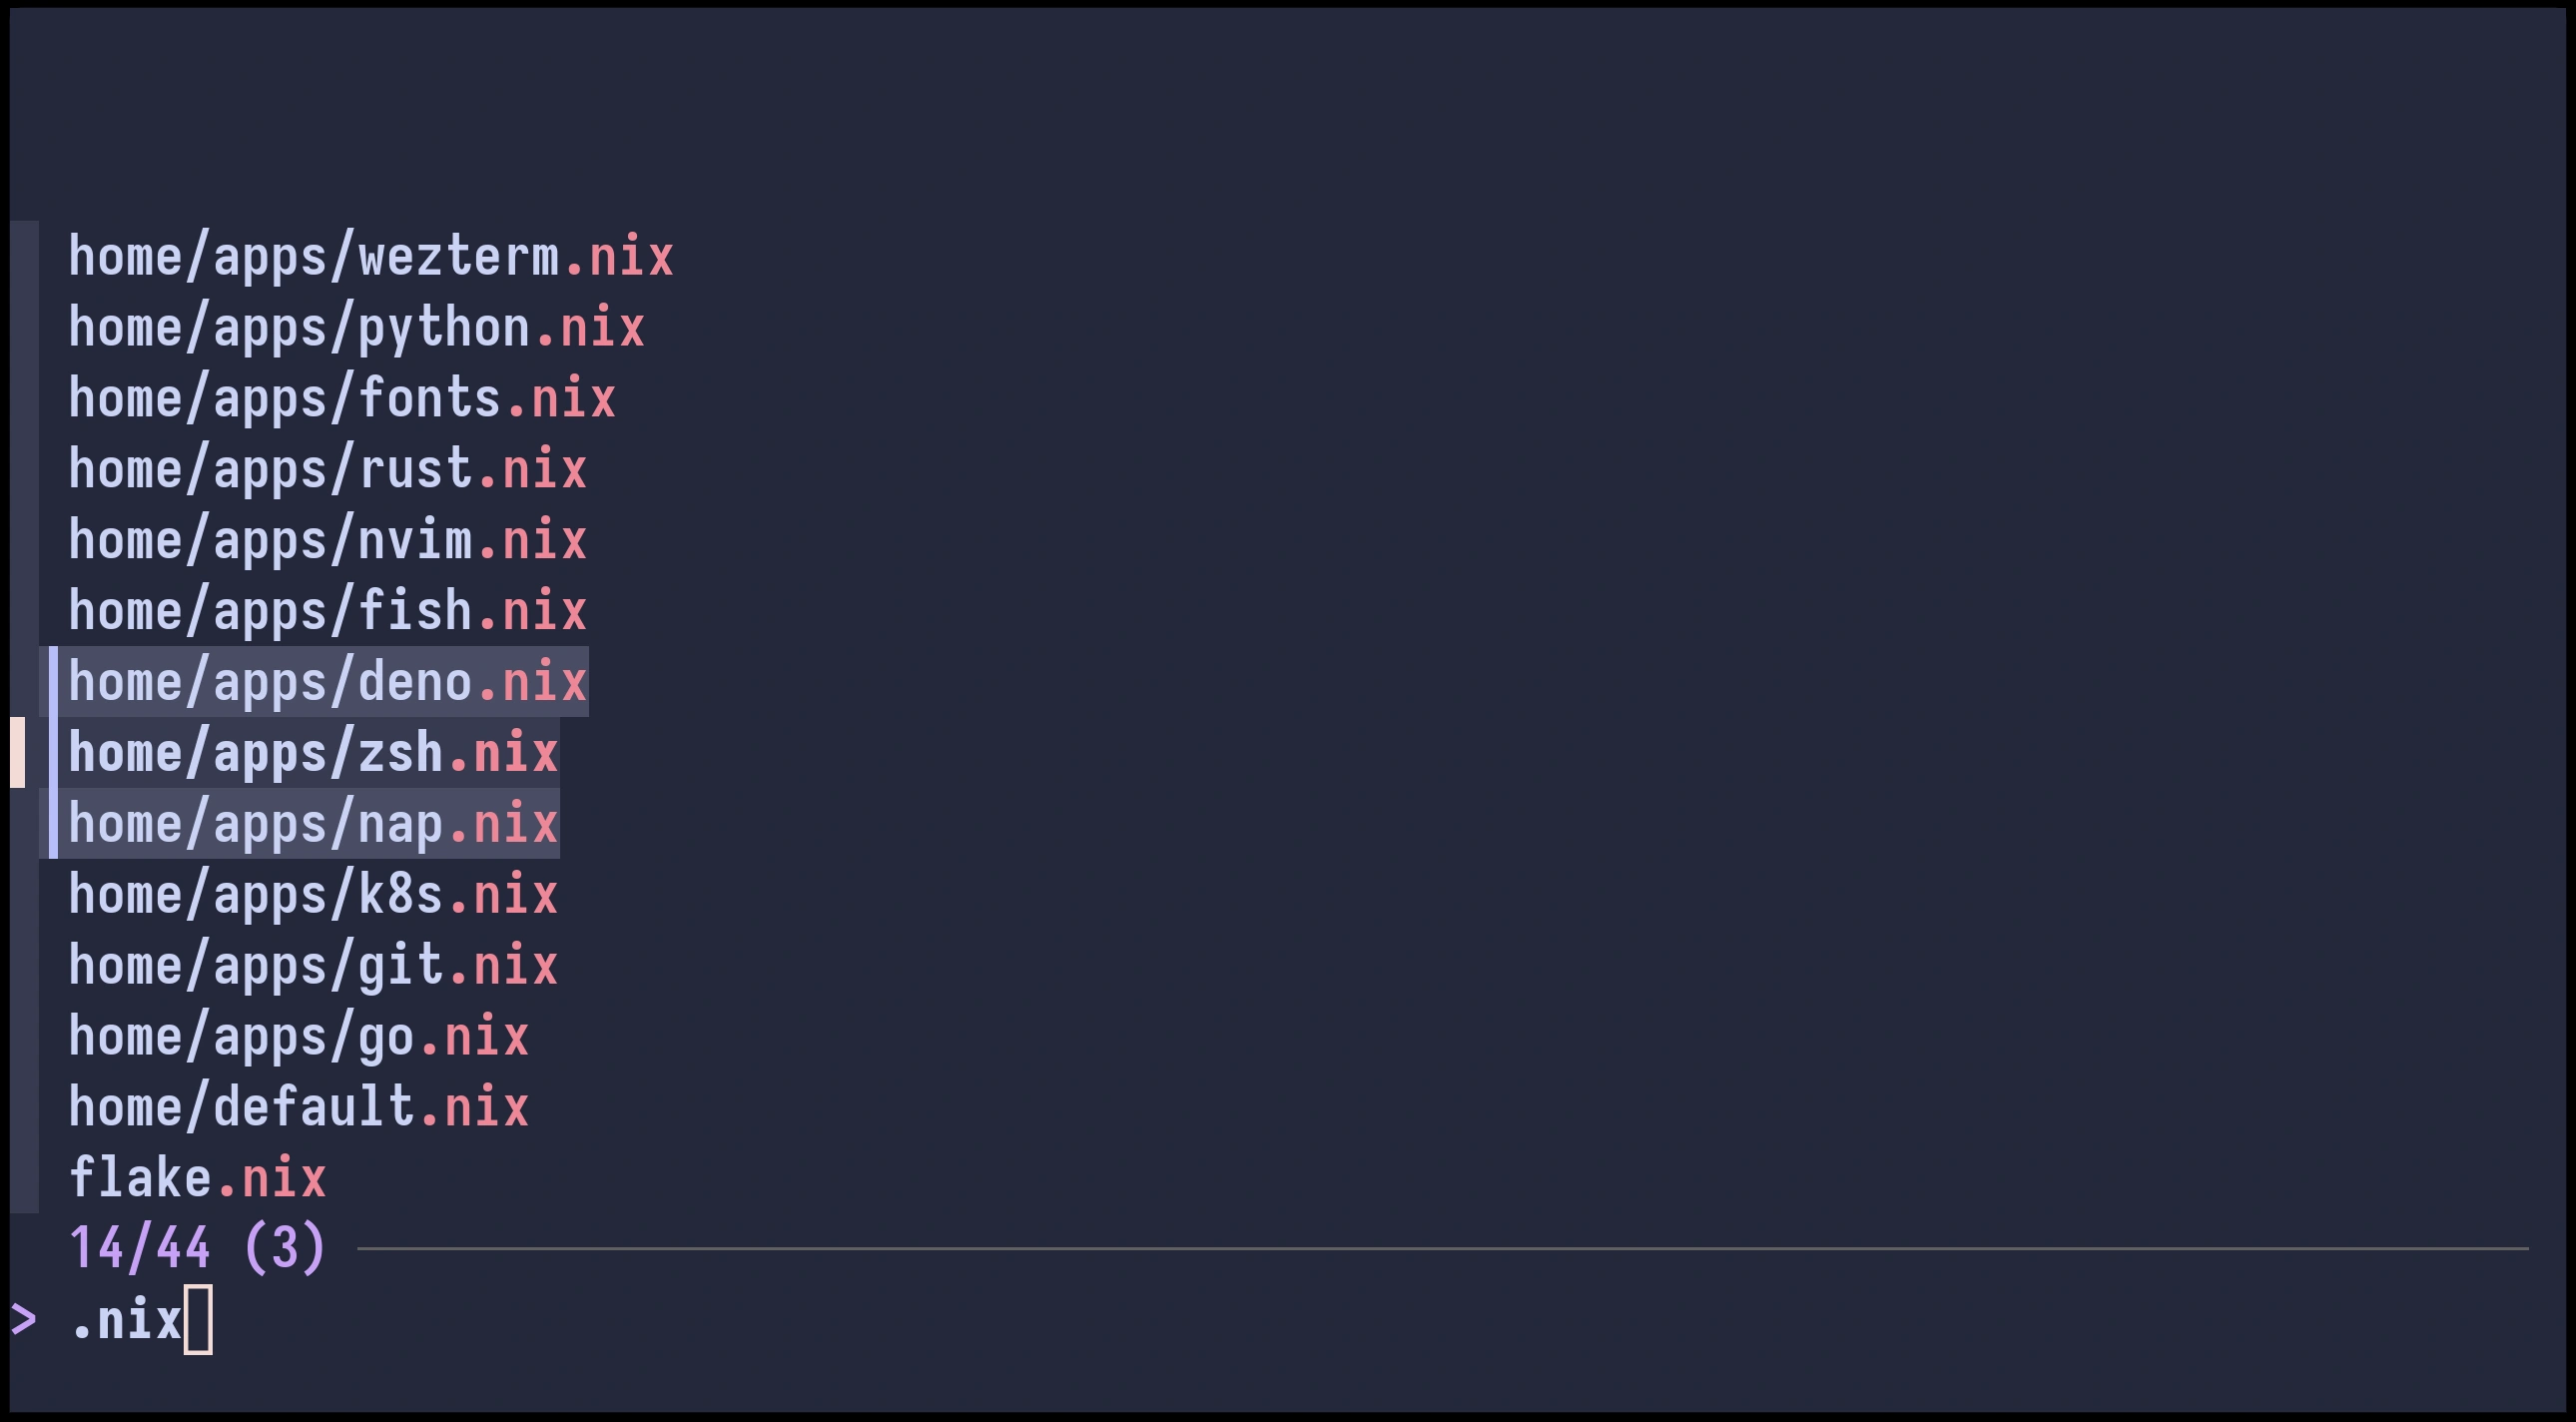 home/apps/wezterm.nix
home/apps/python.nix
home/apps/fonts.nix
home/apps/rust.nix
home/apps/nvim.nix
home/apps/fish.nix
home/apps/deno.nix
home/apps/zsh.nix
home/apps/nap.nix
home/apps/k8s.nix
home/apps/git.nix
home/apps/go.nix
home/default.nix
flake.nix
14/44 (3)
> .nix